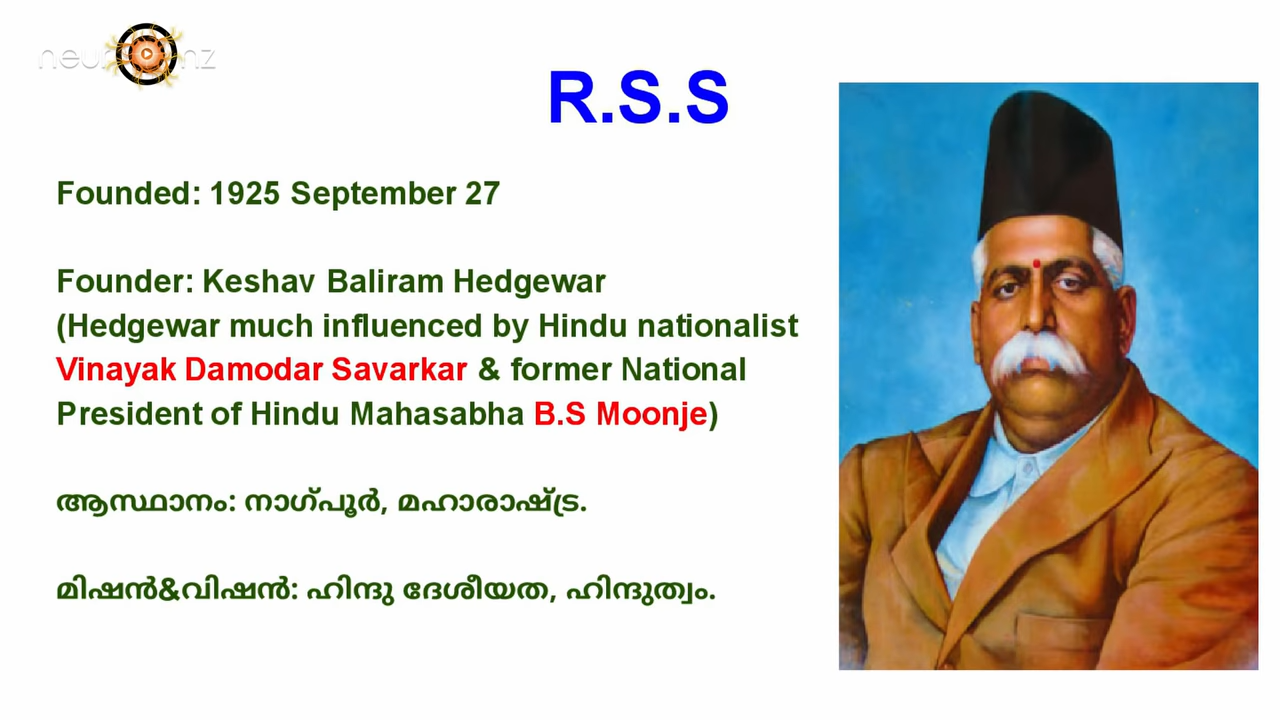 R.S.S
Founded: 1925 September 27
Founder: Keshav Baliram Hedgewar
(Hedgewar much influenced by Hindu nationalist
Vinayak Damodar Savarkar & former National
President of Hindu Mahasabha B.S Moonje)
ആസ്ഥാനം: നാഗ്പൂർ, മഹാരാഷ്ട്ര.
മിഷൻ&വിഷൻ: ഹിന്ദു ദേശീയത, ഹിന്ദുത്വം.